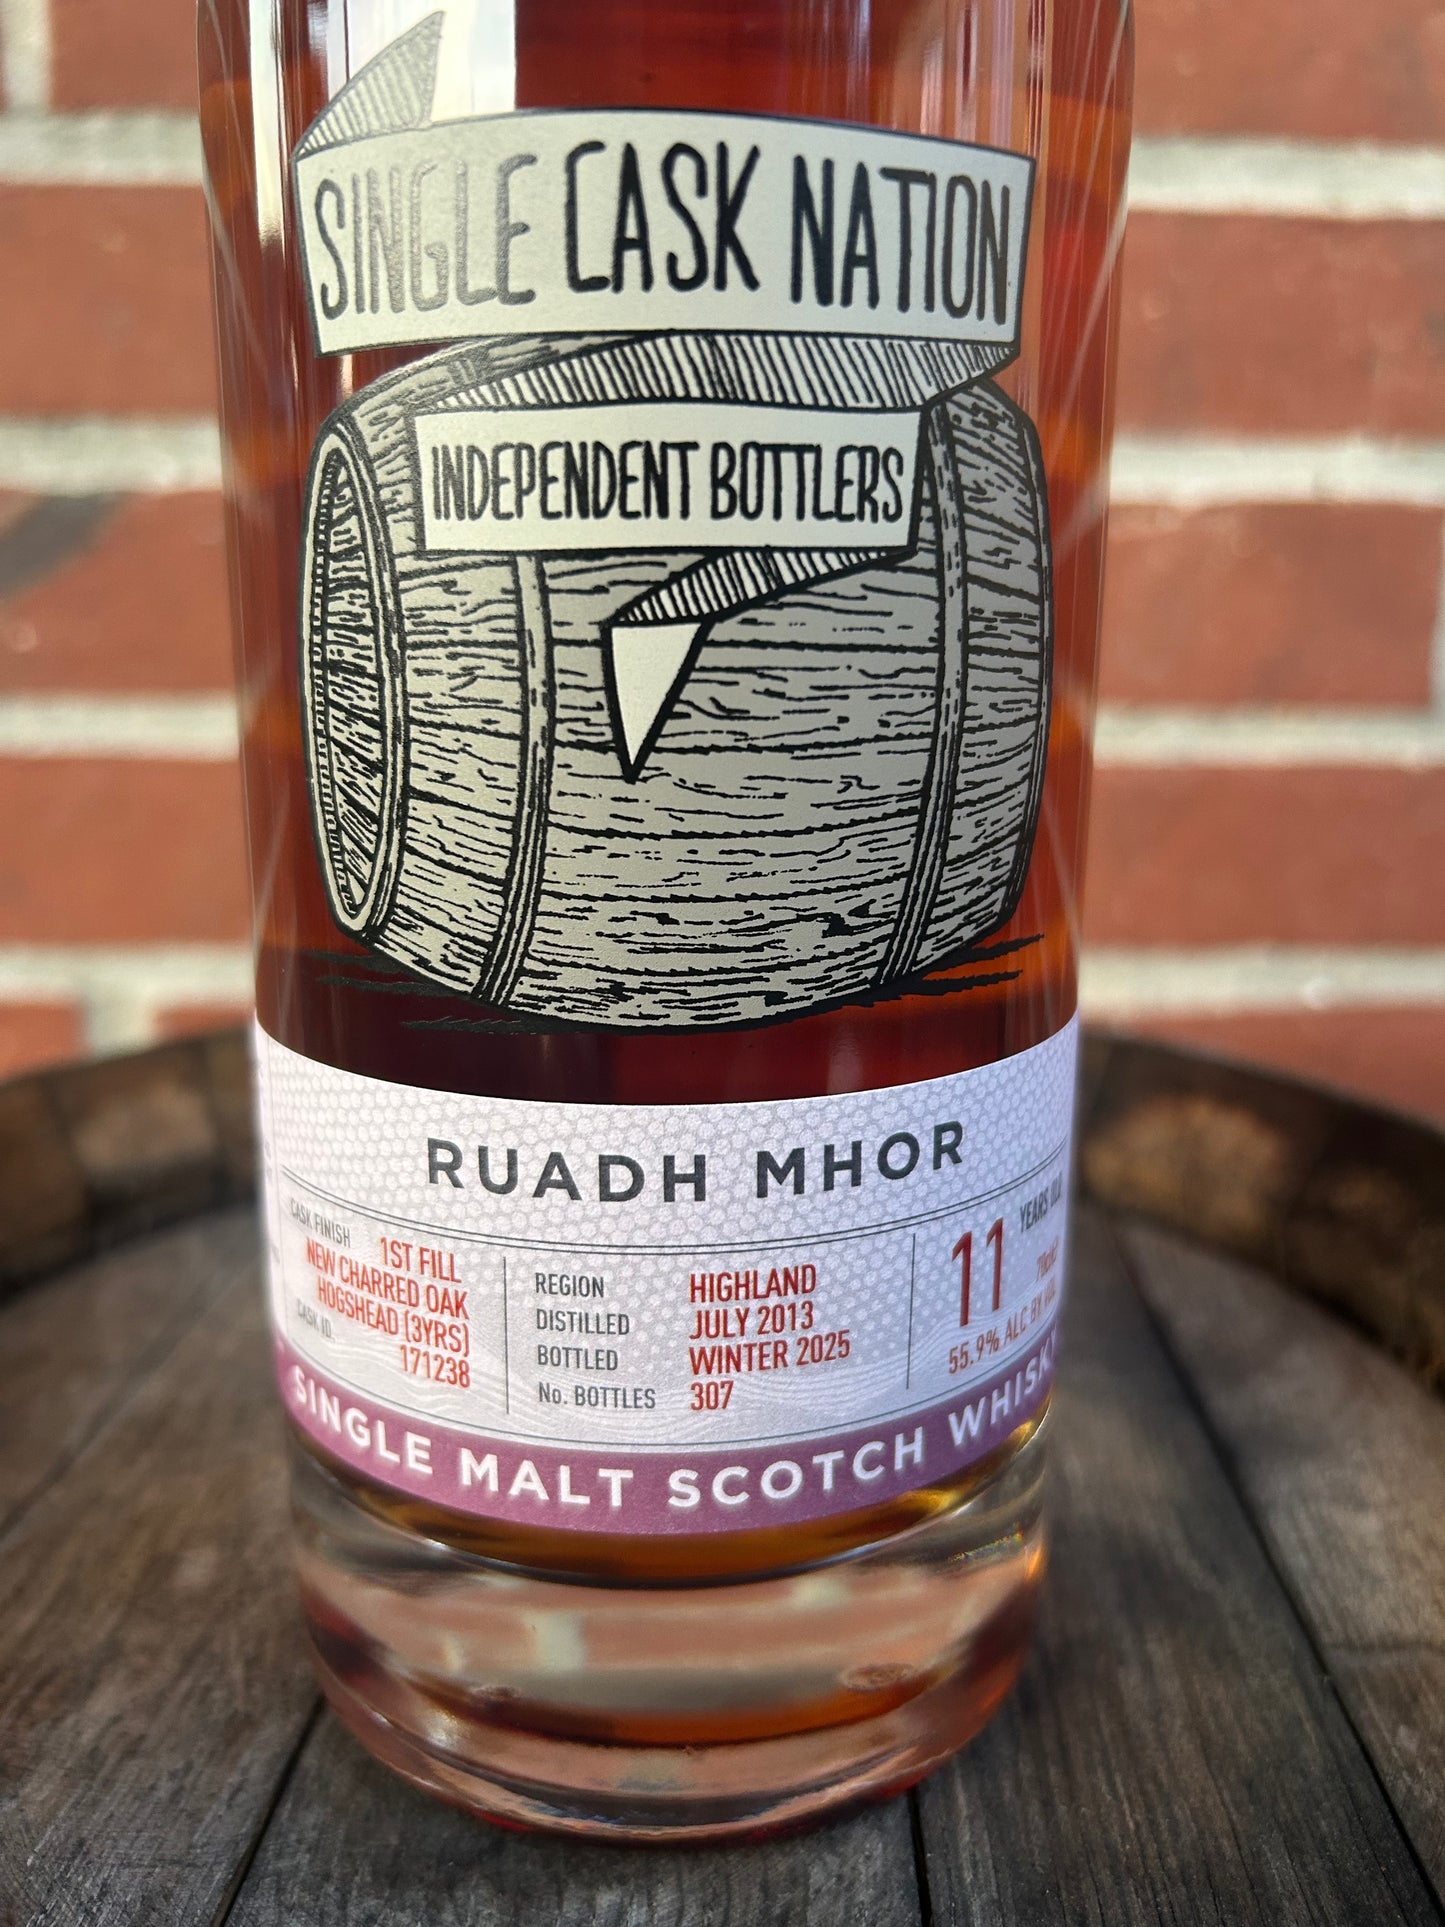 SINGLE CASK NATION
INDEPENDENT BOTTLERS
RUADH MHOR
CASK FINISH 1ST FILL
NEW CHARRED OAK
HOGSHEAD (3YRS)
CASK ID.
171238
REGION HIGHLAND
DISTILLED JULY 2013
BOTTLED WINTER 2025
No. BOTTLES 307
11 YEARS OLD
70cl
55.9% ALC BY VOL
SINGLE MALT SCOTCH WHISKY